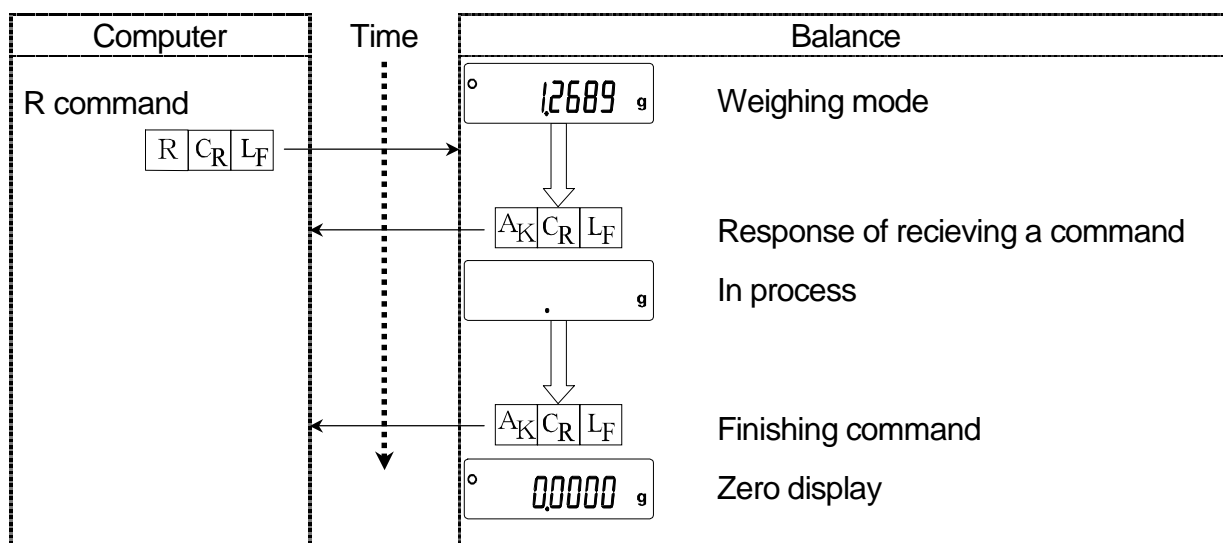 Computer Time Balance
1.2689 g Weighing mode
R command
R CR LF
AK CR LF Response of recieving a command
. g In process
AK CR LF Finishing command
0.0000 g Zero display